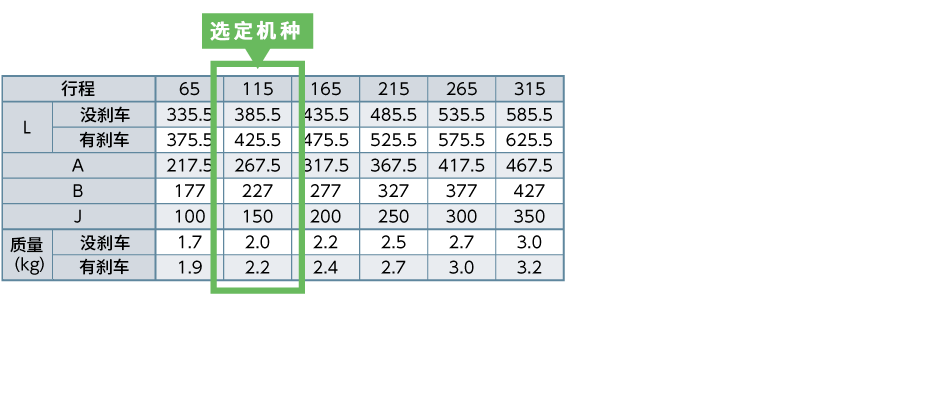 选定机种
行程 65 115 165 215 265 315
L 没刹车 335.5 385.5 435.5 485.5 535.5 585.5
有刹车 375.5 425.5 475.5 525.5 575.5 625.5
A 217.5 267.5 317.5 367.5 417.5 467.5
B 177 227 277 327 377 427
J 100 150 200 250 300 350
质量 (kg) 没刹车 1.7 2.0 2.2 2.5 2.7 3.0
有刹车 1.9 2.2 2.4 2.7 3.0 3.2